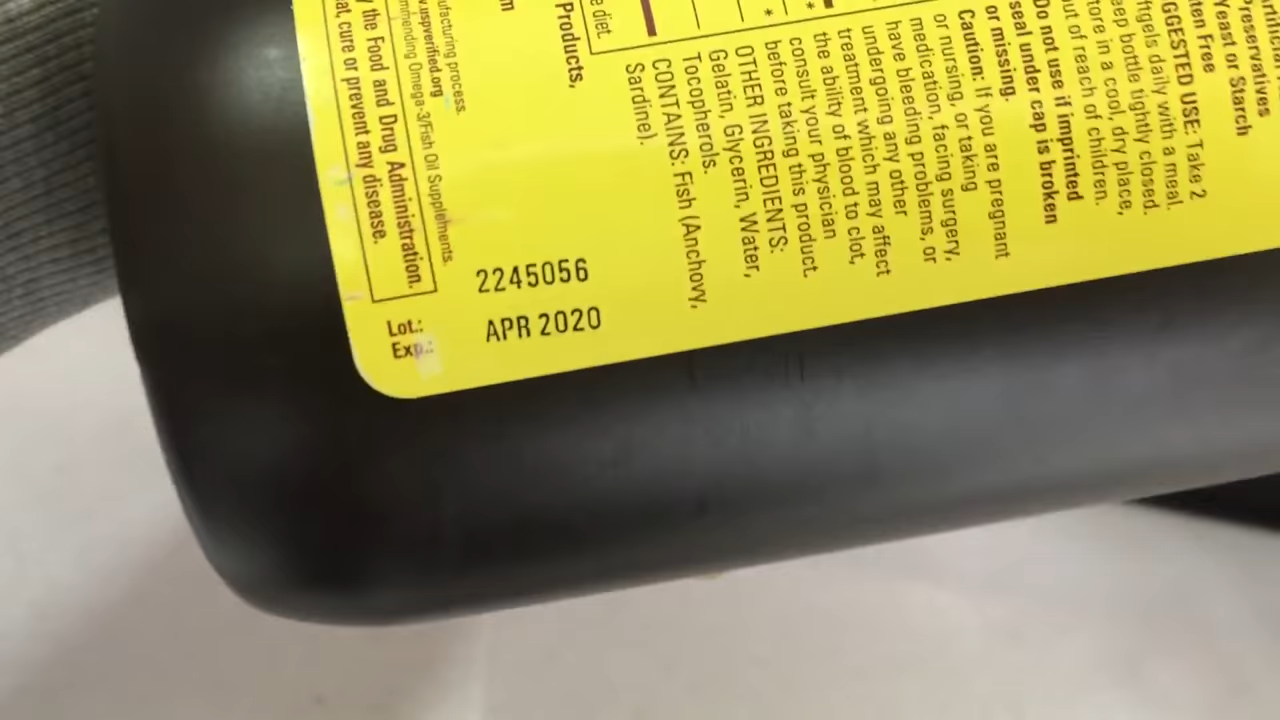 Artificial
Preservatives
Yeast or Starch
ten Free
GGESTED USE: Take 2
ftgels daily with a meal.
eep bottle tightly closed.
tore in a cool, dry place,
out of reach of children.
Do not use if imprinted
seal under cap is broken
or missing.
Caution: If you are pregnant
or nursing, or taking
medication, facing surgery,
have bleeding problems, or
undergoing any other
treatment which may affect
the ability of blood to clot,
consult your physician
before taking this product.
OTHER INGREDIENTS:
Gelatin, Glycerin, Water,
Tocopherols.
CONTAINS: Fish (Anchovy,
Sardine).
*
*
e diet.
Products,
m
ufacturing process.
w.uspverified.org
mmending Omega-3/Fish Oil Supplements.
y the Food and Drug Administration.
at, cure or prevent any disease.
Lot.: 2245056
Exp.: APR 2020